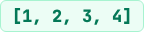 [1, 2, 3, 4]